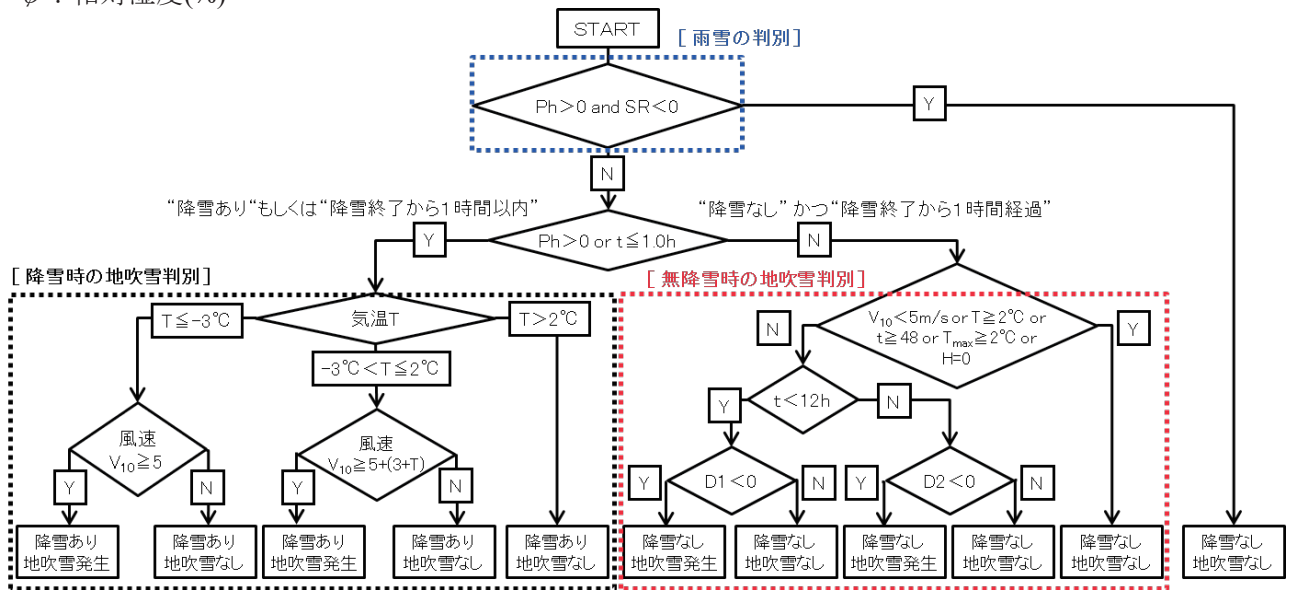 φ：相対湿度(%)
START
[ 雨雪の判別]
Ph＞0 and SR＜0
Y
N
“降雪あり“もしくは“降雪終了から1時間以内”
“降雪なし” かつ“降雪終了から1時間経過”
Y
Ph＞0 or t≦1.0h
N
[ 降雪時の地吹雪判別]
[ 無降雪時の地吹雪判別]
T≦-3℃
気温T
T＞2℃
-3℃＜T≦2℃
N
V10＜5m/s or T≧2℃ or
t≧48 or Tmax≧2℃ or
H=0
Y
Y
t＜12h
N
風速
V10≧5
風速
V10≧5+(3+T)
Y
N
Y
N
Y
D1＜0
N
Y
D2＜0
N
降雪あり
地吹雪発生
降雪あり
地吹雪なし
降雪あり
地吹雪発生
降雪あり
地吹雪なし
降雪あり
地吹雪なし
降雪なし
地吹雪発生
降雪なし
地吹雪なし
降雪なし
地吹雪発生
降雪なし
地吹雪なし
降雪なし
地吹雪なし
降雪なし
地吹雪なし